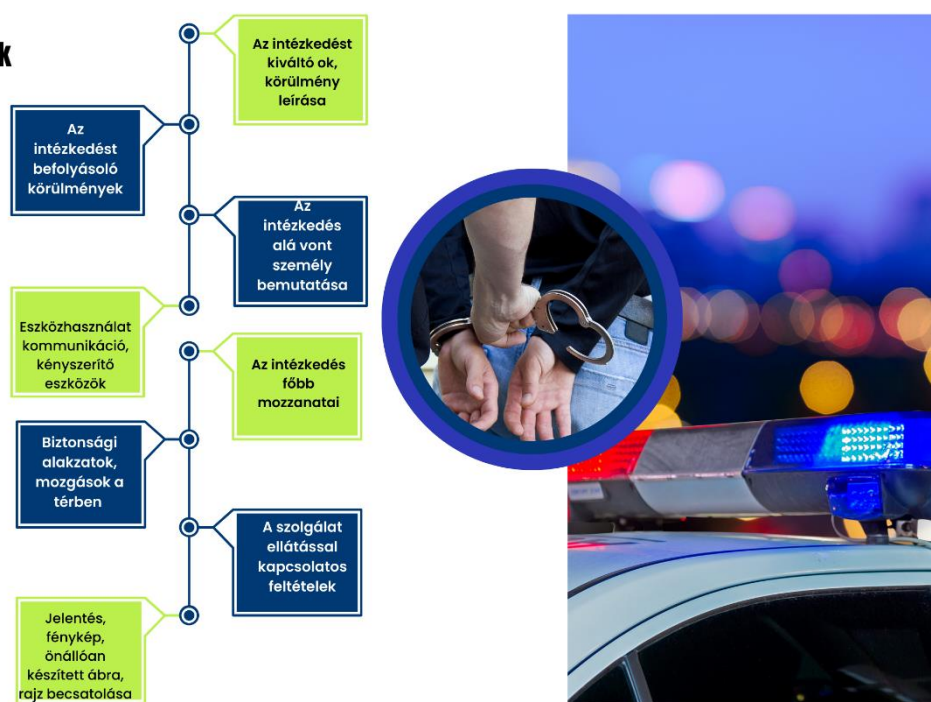 k
Az intézkedést
kiváltó ok,
körülmény
leírása
Az
intézkedést
befolyásoló
körülmények
Az
intézkedés
alá vont
személy
bemutatása
Eszközhasználat
kommunikáció,
kényszerítő
eszközök
Az intézkedés
főbb
mozzanatai
Biztonsági
alakzatok,
mozgások a
térben
A szolgálat
ellátással
kapcsolatos
feltételek
Jelentés,
fénykép,
önállóan
készített ábra,
rajz becsatolása